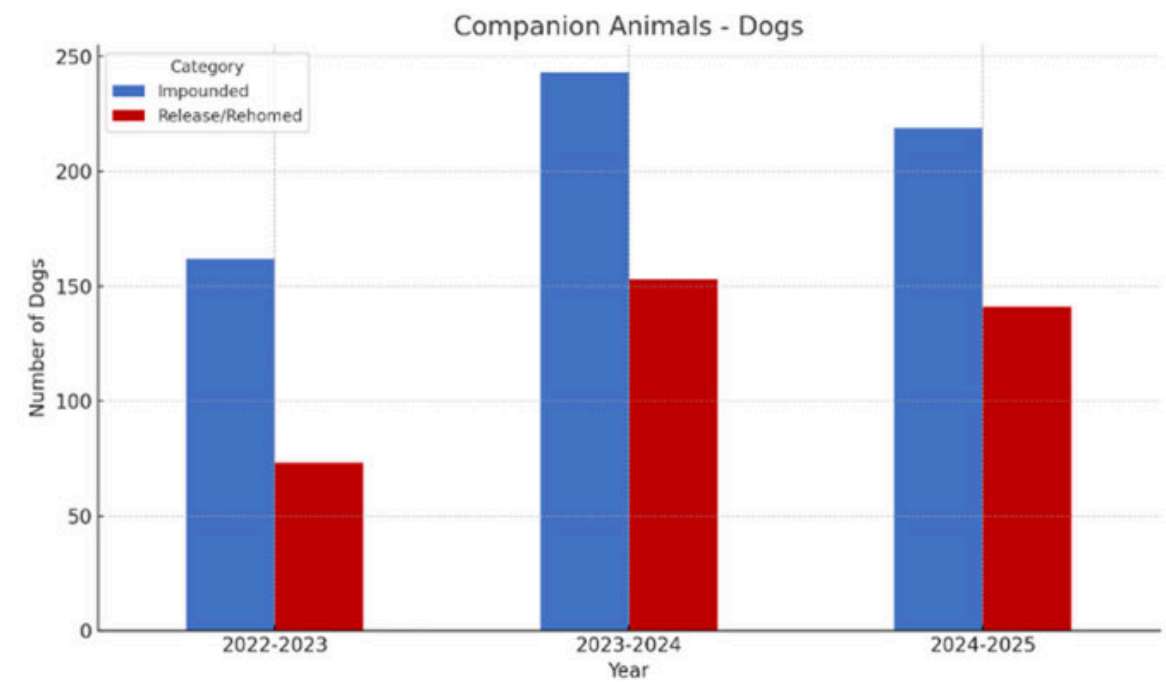 Companion Animals - Dogs
Category
Impounded
Release/Rehomed
250
200
150
100
50
0
Number of Dogs
2022-2023
2023-2024
2024-2025
Year